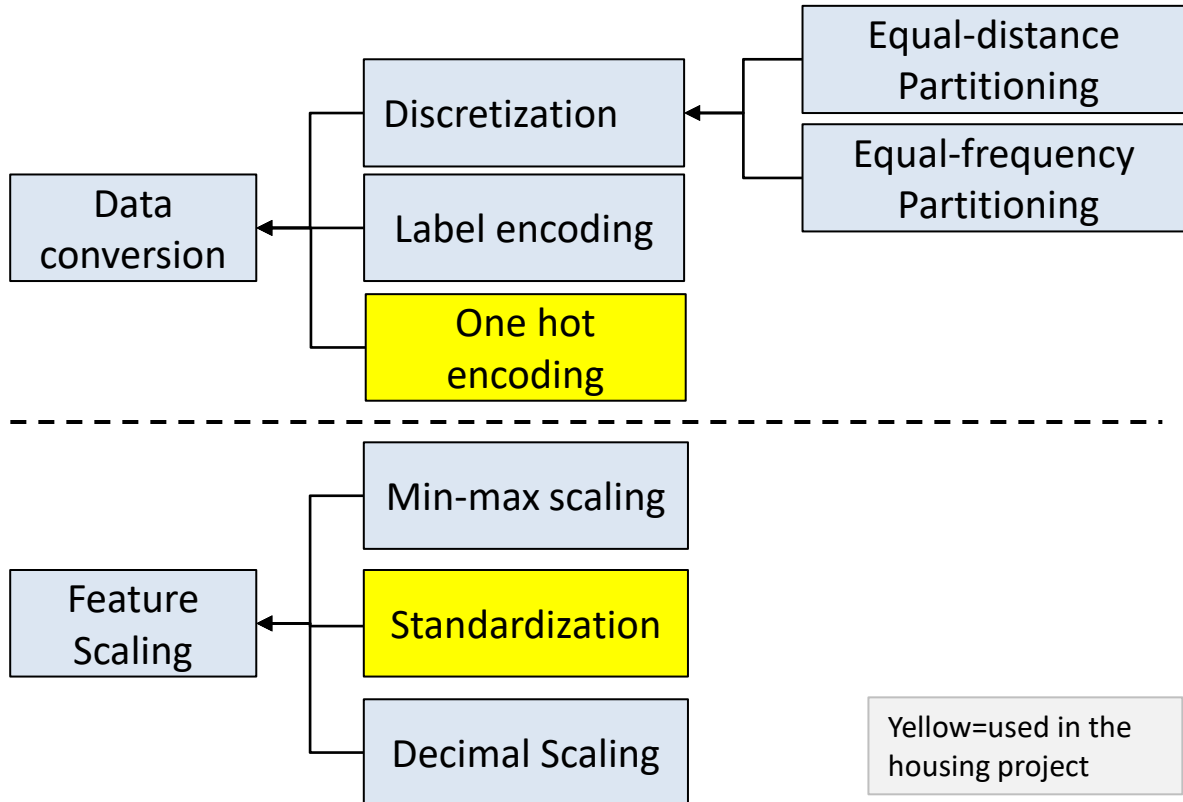 Equal-distance
Partitioning
Discretization
Equal-frequency
Partitioning
Data
conversion
Label encoding
One hot
encoding
Min-max scaling
Feature
Scaling
Standardization
Decimal Scaling
Yellow=used in the
housing project